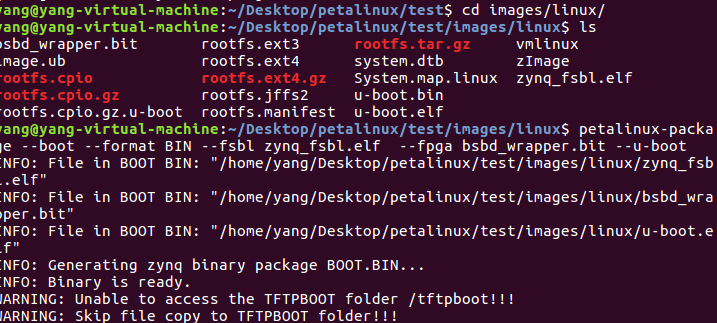 yang@yang-virtual-machine:~/Desktop/petalinux/test$ cd images/linux/
yang@yang-virtual-machine:~/Desktop/petalinux/test/images/linux$ ls
bsbd_wrapper.bit rootfs.ext3 rootfs.tar.gz vmlinux
image.ub rootfs.ext4 system.dtb zImage
rootfs.cpio rootfs.ext4.gz System.map.linux zynq_fsbl.elf
rootfs.cpio.gz rootfs.jffs2 u-boot.bin
rootfs.cpio.gz.u-boot rootfs.manifest u-boot.elf
yang@yang-virtual-machine:~/Desktop/petalinux/test/images/linux$ petalinux-packa
ge --boot --format BIN --fsbl zynq_fsbl.elf --fpga bsbd_wrapper.bit --u-boot
INFO: File in BOOT BIN: "/home/yang/Desktop/petalinux/test/images/linux/zynq_fsb
l.elf"
INFO: File in BOOT BIN: "/home/yang/Desktop/petalinux/test/images/linux/bsbd_wra
pper.bit"
INFO: File in BOOT BIN: "/home/yang/Desktop/petalinux/test/images/linux/u-boot.e
lf"
INFO: Generating zynq binary package BOOT.BIN...
INFO: Binary is ready.
WARNING: Unable to access the TFTPBOOT folder /tftpboot!!!
WARNING: Skip file copy to TFTPBOOT folder!!!